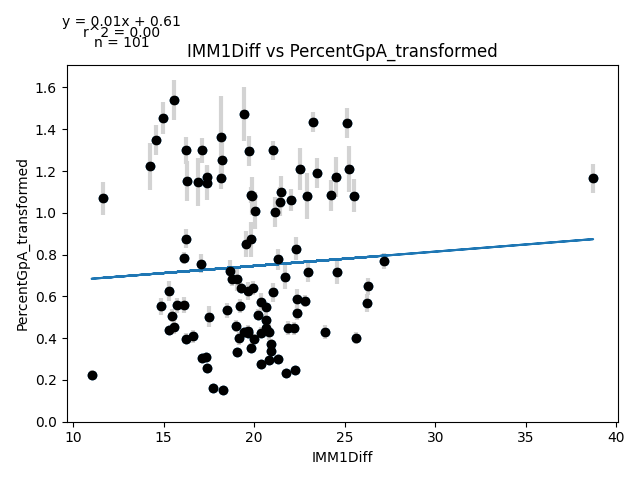 y = 0.01x + 0.61
r^2 = 0.00
n = 101
IMM1Diff vs PercentGpA_transformed
PercentGpA_transformed
1.6
1.4
1.2
1.0
0.8
0.6
0.4
0.2
0.0
10 15 20 25 30 35 40
IMM1Diff